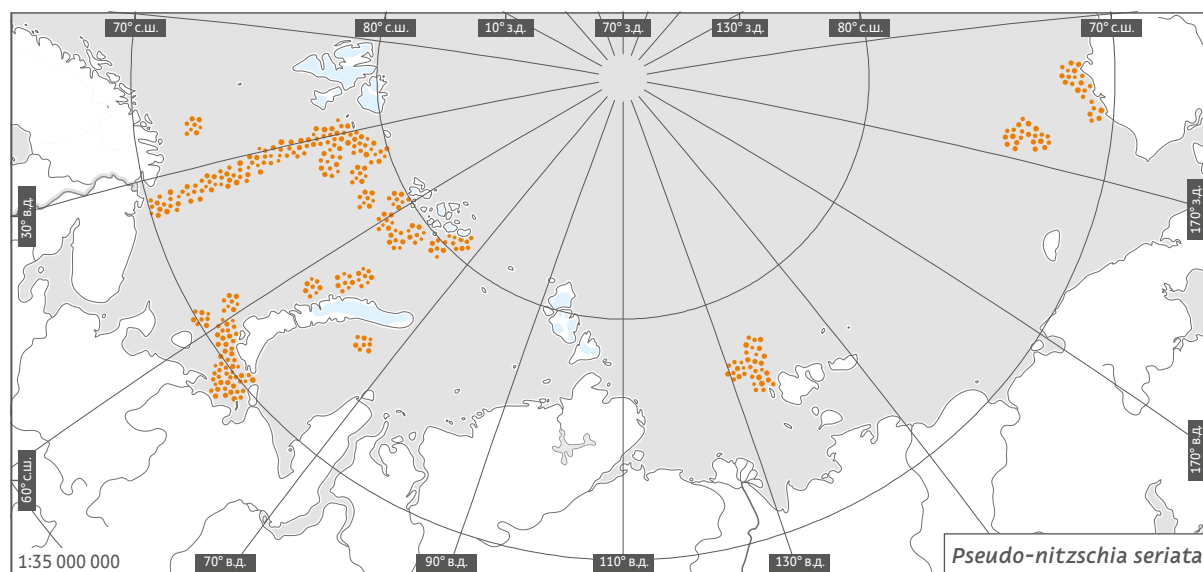 70° с.ш.
80° с.ш.
10° з.д.
70° з.д.
130° з.д.
80° с.ш.
70° с.ш.
30° в.д.
170° з.д.
60° с.ш.
170° в.д.
1:35 000 000
70° в.д.
90° в.д.
110° в.д.
130° в.д.
Pseudo-nitzschia seriata